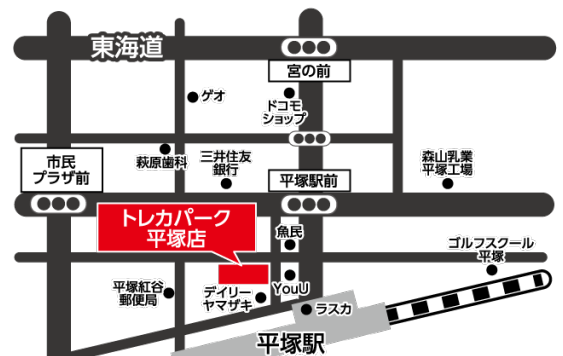 東海道
宮の前
ゲオ
ドコモ
ショップ
萩原歯科
三井住友
銀行
市民
プラザ前
平塚駅前
森山乳業
平塚工場
トレカパーク
平塚店
魚民
ゴルフスクール
平塚
平塚紅谷
郵便局
デイリー
ヤマザキ
YouU
ラスカ
平塚駅